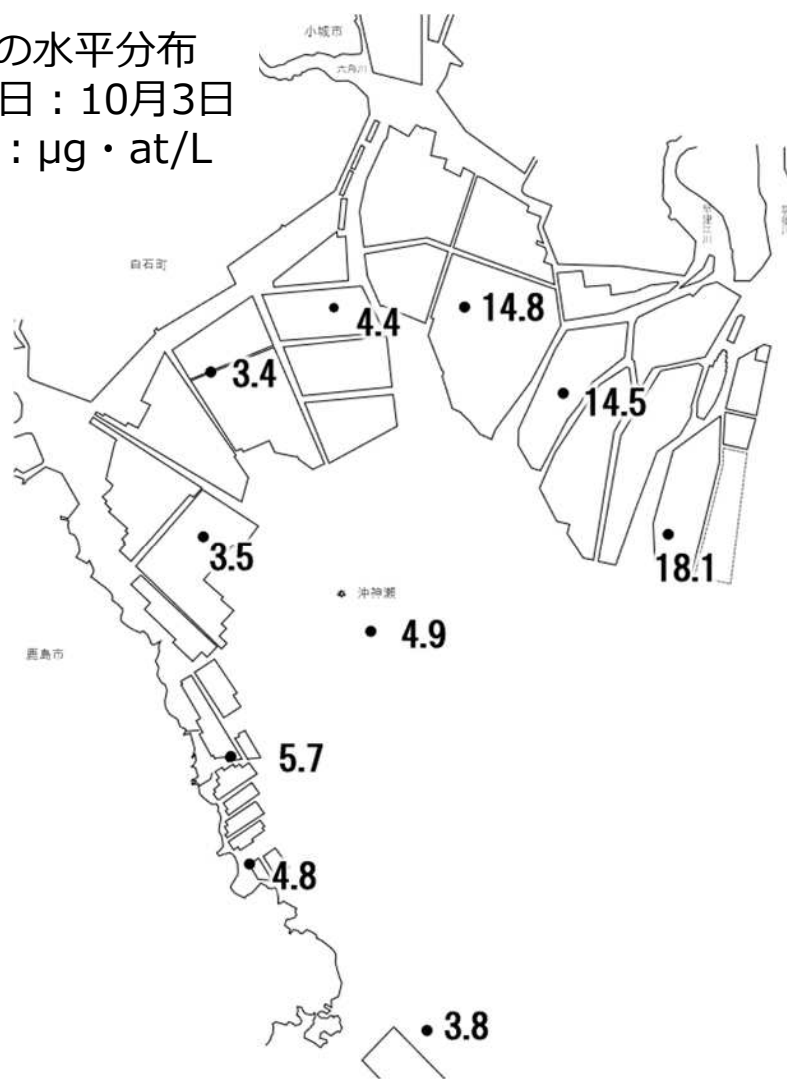 の水平分布
日：10月3日
：μg・at/L
小城市
六角川
白石町
4.4
14.8
3.4
14.5
3.5
18.1
沖神瀬
4.9
鹿島市
5.7
4.8
3.8